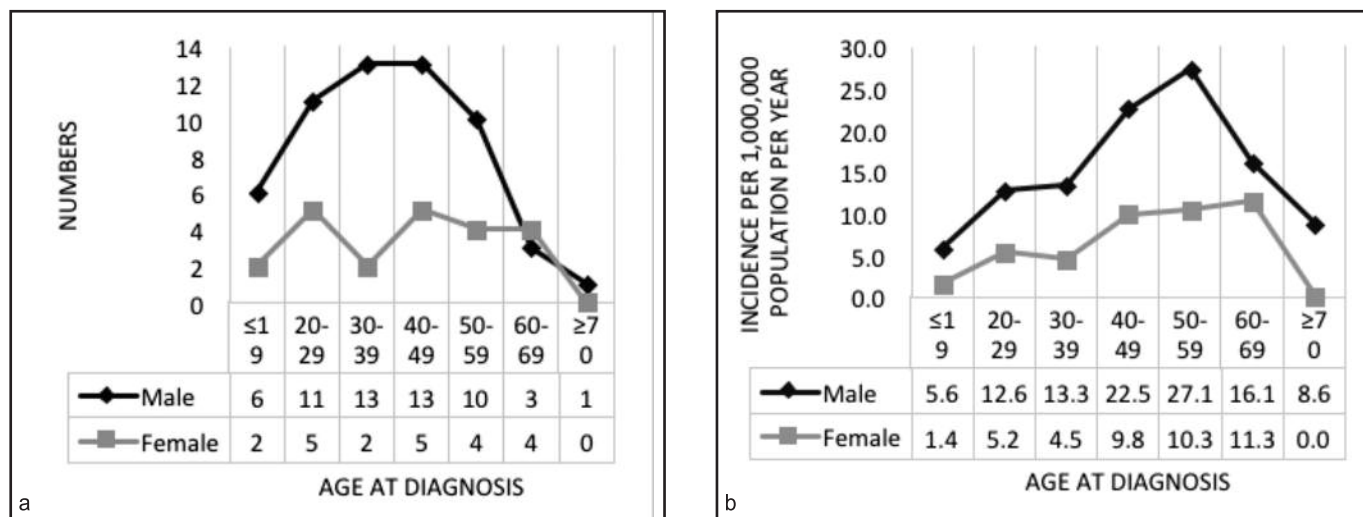 14
12
10
8
6
4
2
0
NUMBERS
≤1 20- 30- 40- 50- 60- ≥7
9 29 39 49 59 69 0
Male 6 11 13 13 10 3 1
Female 2 5 2 5 4 4 0
AGE AT DIAGNOSIS
a
INCIDENCE PER 1,000,000
POPULATION PER YEAR
30.0
25.0
20.0
15.0
10.0
5.0
0.0
≤1 20- 30- 40- 50- 60- ≥7
9 29 39 49 59 69 0
Male 5.6 12.6 13.3 22.5 27.1 16.1 8.6
Female 1.4 5.2 4.5 9.8 10.3 11.3 0.0
AGE AT DIAGNOSIS
b